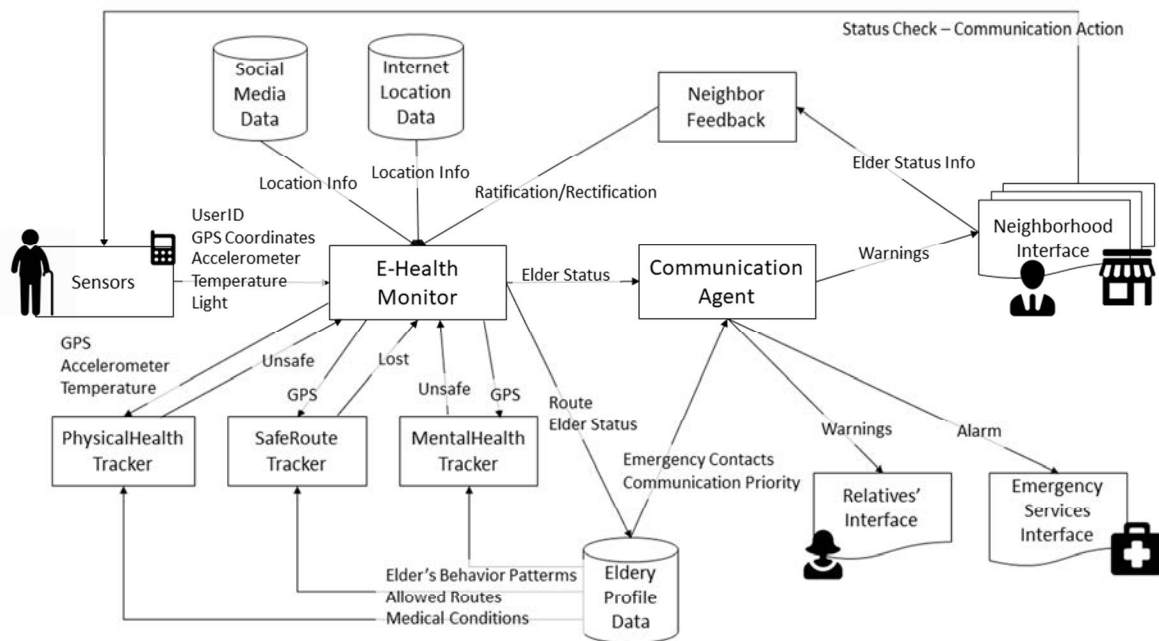 Status Check – Communication Action
Social
Media
Data
Internet
Location
Data
Neighbor
Feedback
Location Info
Location Info
Ratification/Rectification
Elder Status Info
UserID
GPS Coordinates
Accelerometer
Temperature
Light
Sensors
E-Health
Monitor
Elder Status
Communication
Agent
Warnings
Neighborhood
Interface
GPS
Accelerometer
Temperature
Unsafe
GPS
Lost
Unsafe
GPS
Route
Elder Status
PhysicalHealth
Tracker
SafeRoute
Tracker
MentalHealth
Tracker
Emergency Contacts
Communication Priority
Warnings
Alarm
Relatives'
Interface
Emergency
Services
Interface
Elder's Behavior Patterms
Allowed Routes
Medical Conditions
Eldery
Profile
Data